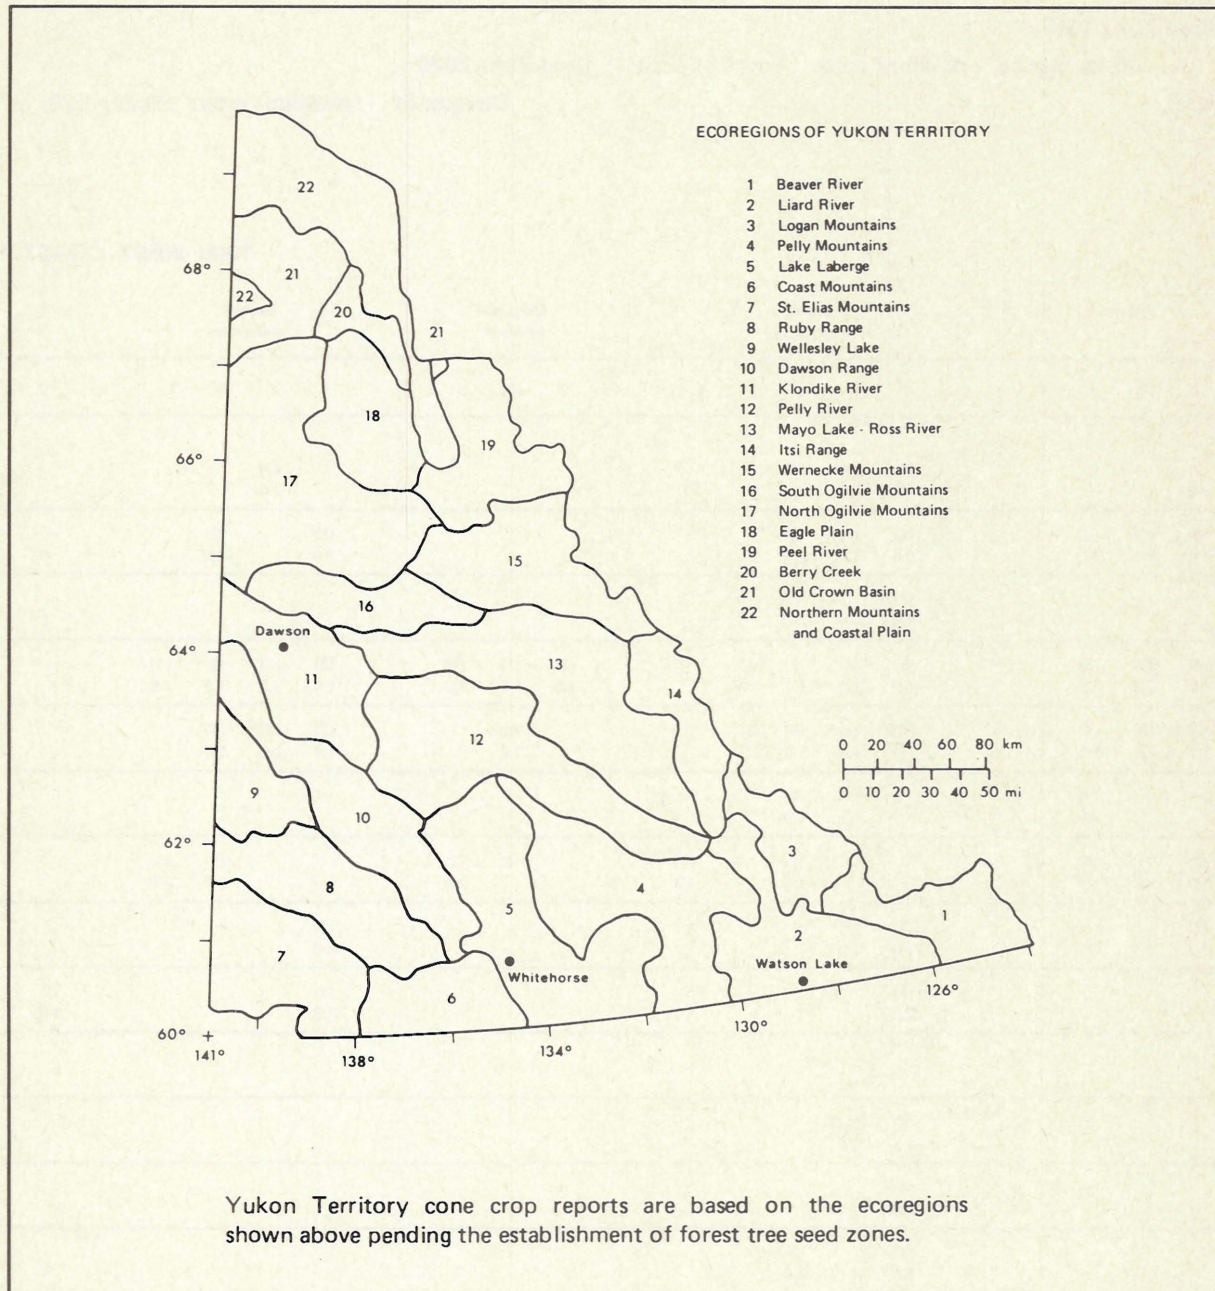 ECOREGIONS OF YUKON TERRITORY
1 Beaver River
2 Liard River
3 Logan Mountains
4 Pelly Mountains
5 Lake Laberge
6 Coast Mountains
7 St. Elias Mountains
8 Ruby Range
9 Wellesley Lake
10 Dawson Range
11 Klondike River
12 Pelly River
13 Mayo Lake - Ross River
14 Itsi Range
15 Wernecke Mountains
16 South Ogilvie Mountains
17 North Ogilvie Mountains
18 Eagle Plain
19 Peel River
20 Berry Creek
21 Old Crown Basin
22 Northern Mountains
and Coastal Plain
22
68°
21
22
20
21
18
19
66°
17
15
16
Dawson
64°
13
11
14
12
0 20 40 60 80 km
0 10 20 30 40 50 mi
9
10
62°
3
8
4
5
1
2
7
Watson Lake
Whitehorse
6
126°
130°
60°
141°
138°
134°
Yukon Territory cone crop reports are based on the ecoregions
shown above pending the establishment of forest tree seed zones.